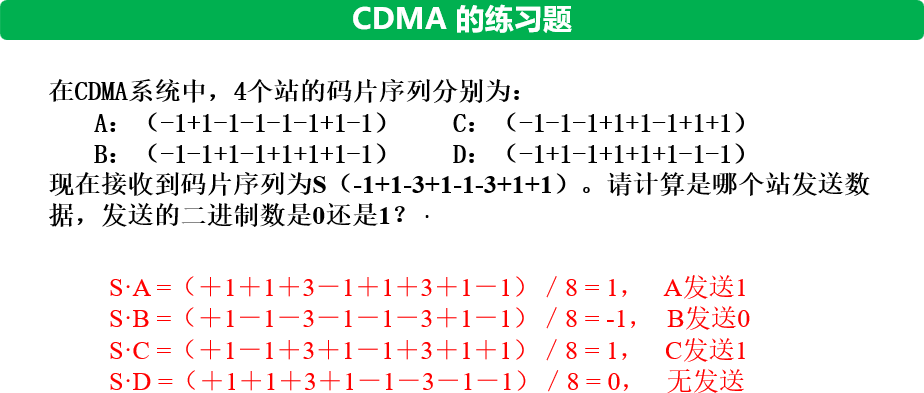 CDMA 的练习题
在CDMA系统中，4个站的码片序列分别为：
A：（-1+1-1-1-1-1+1-1） C：（-1-1-1+1+1-1+1+1）
B：（-1-1+1-1+1+1+1-1） D：（-1+1-1+1+1+1-1-1）
现在接收到码片序列为S（-1+1-3+1-1-3+1+1）。请计算是哪个站发送数
据，发送的二进制数是0还是1？.
S·A =（＋1＋1＋3－1＋1＋3＋1－1）／8 = 1， A发送1
S·B =（＋1－1－3－1－1－3＋1－1）／8 = -1， B发送0
S·C =（＋1－1＋3＋1－1＋3＋1＋1）／8 = 1， C发送1
S·D =（＋1＋1＋3＋1－1－3－1－1）／8 = 0， 无发送